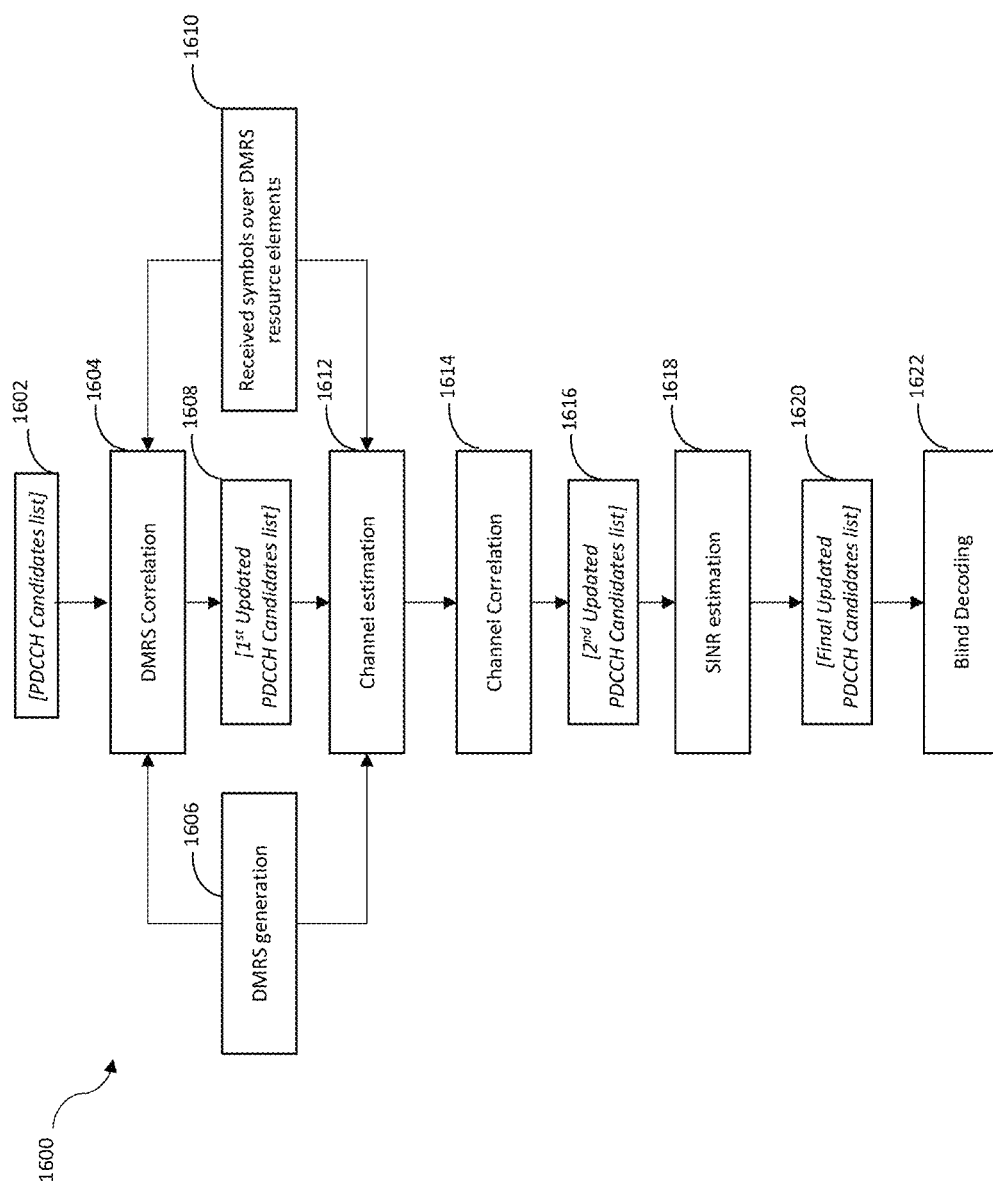 1600
1602
[PDCCH Candidates list]
1604
DMRS Correlation
1606
DMRS generation
1608
[1st Updated
PDCCH Candidates list]
1610
Received symbols over DMRS
resource elements
1612
Channel estimation
1614
Channel Correlation
1616
[2nd Updated
PDCCH Candidates list]
1618
SINR estimation
1620
[Final Updated
PDCCH Candidates list]
1622
Blind Decoding